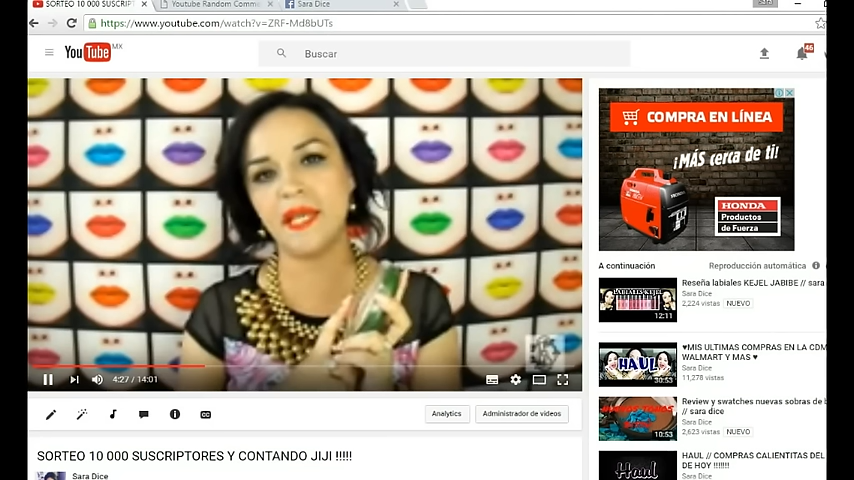 SORTEO 10 000 SUSCRIPT
Youtube Random Comm
Sara Dice
https://www.youtube.com/watch?v=ZRF-Md8bUTs
YouTube MX
Buscar
46
COMPRA EN LÍNEA
¡MÁS cerca de ti!
HONDA
Productos
de Fuerza
4:27 / 14:01
A continuación
Reproducción automática
LABIALES KEJEL
12:11
Reseña labiales KEJEL JABIBE // sara
Sara Dice
2,224 vistas NUEVO
HAUL
30:53
♥MIS ULTIMAS COMPRAS EN LA CDM
WALMART Y MAS ♥
Sara Dice
11,278 vistas
10:53
Review y swatches nuevas sobras de b
// sara dice
Sara Dice
2,623 vistas NUEVO
Haul
HAUL // COMPRAS CALIENTITAS DEL
DE HOY !!!!!!!
Sara Dice
Analytics
Administrador de videos
SORTEO 10 000 SUSCRIPTORES Y CONTANDO JIJI !!!!!
Sara Dice